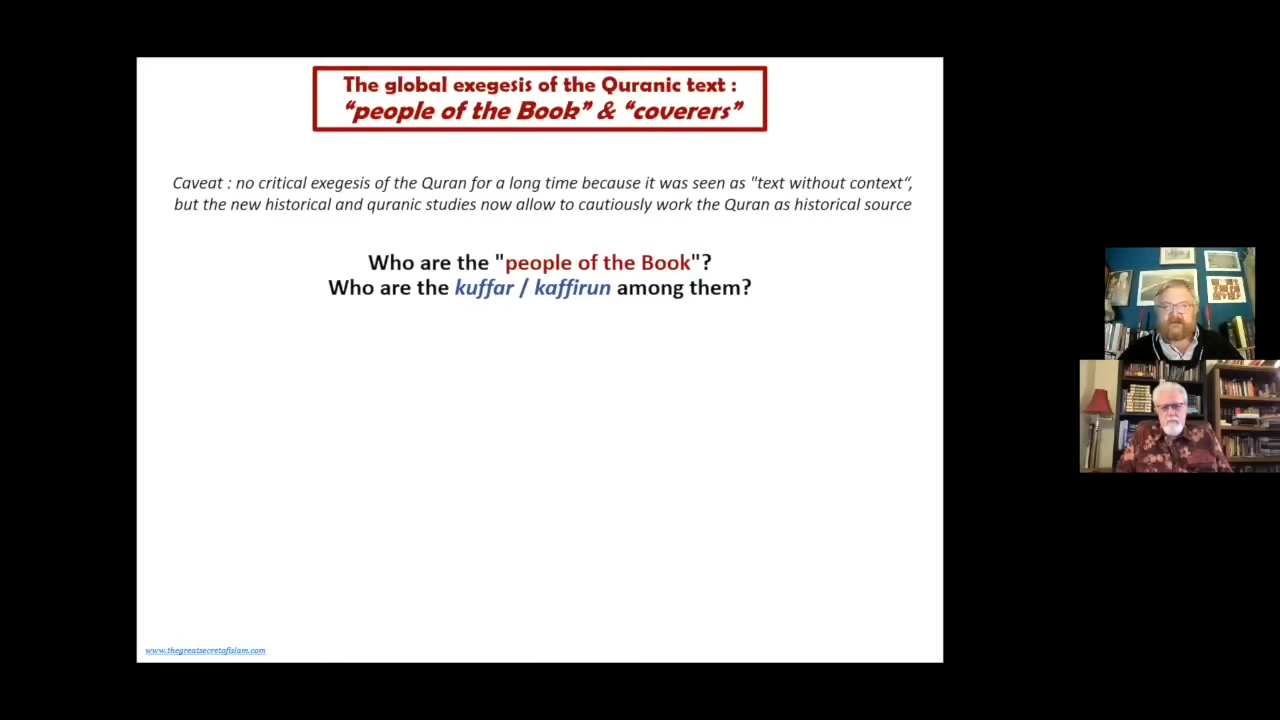 The global exegesis of the Quranic text :
“people of the Book” & “coverers”
Caveat : no critical exegesis of the Quran for a long time because it was seen as "text without context“,
but the new historical and quranic studies now allow to cautiously work the Quran as historical source
Who are the "people of the Book"?
Who are the kuffar / kaffirun among them?
www.thegreatsecretofislam.com